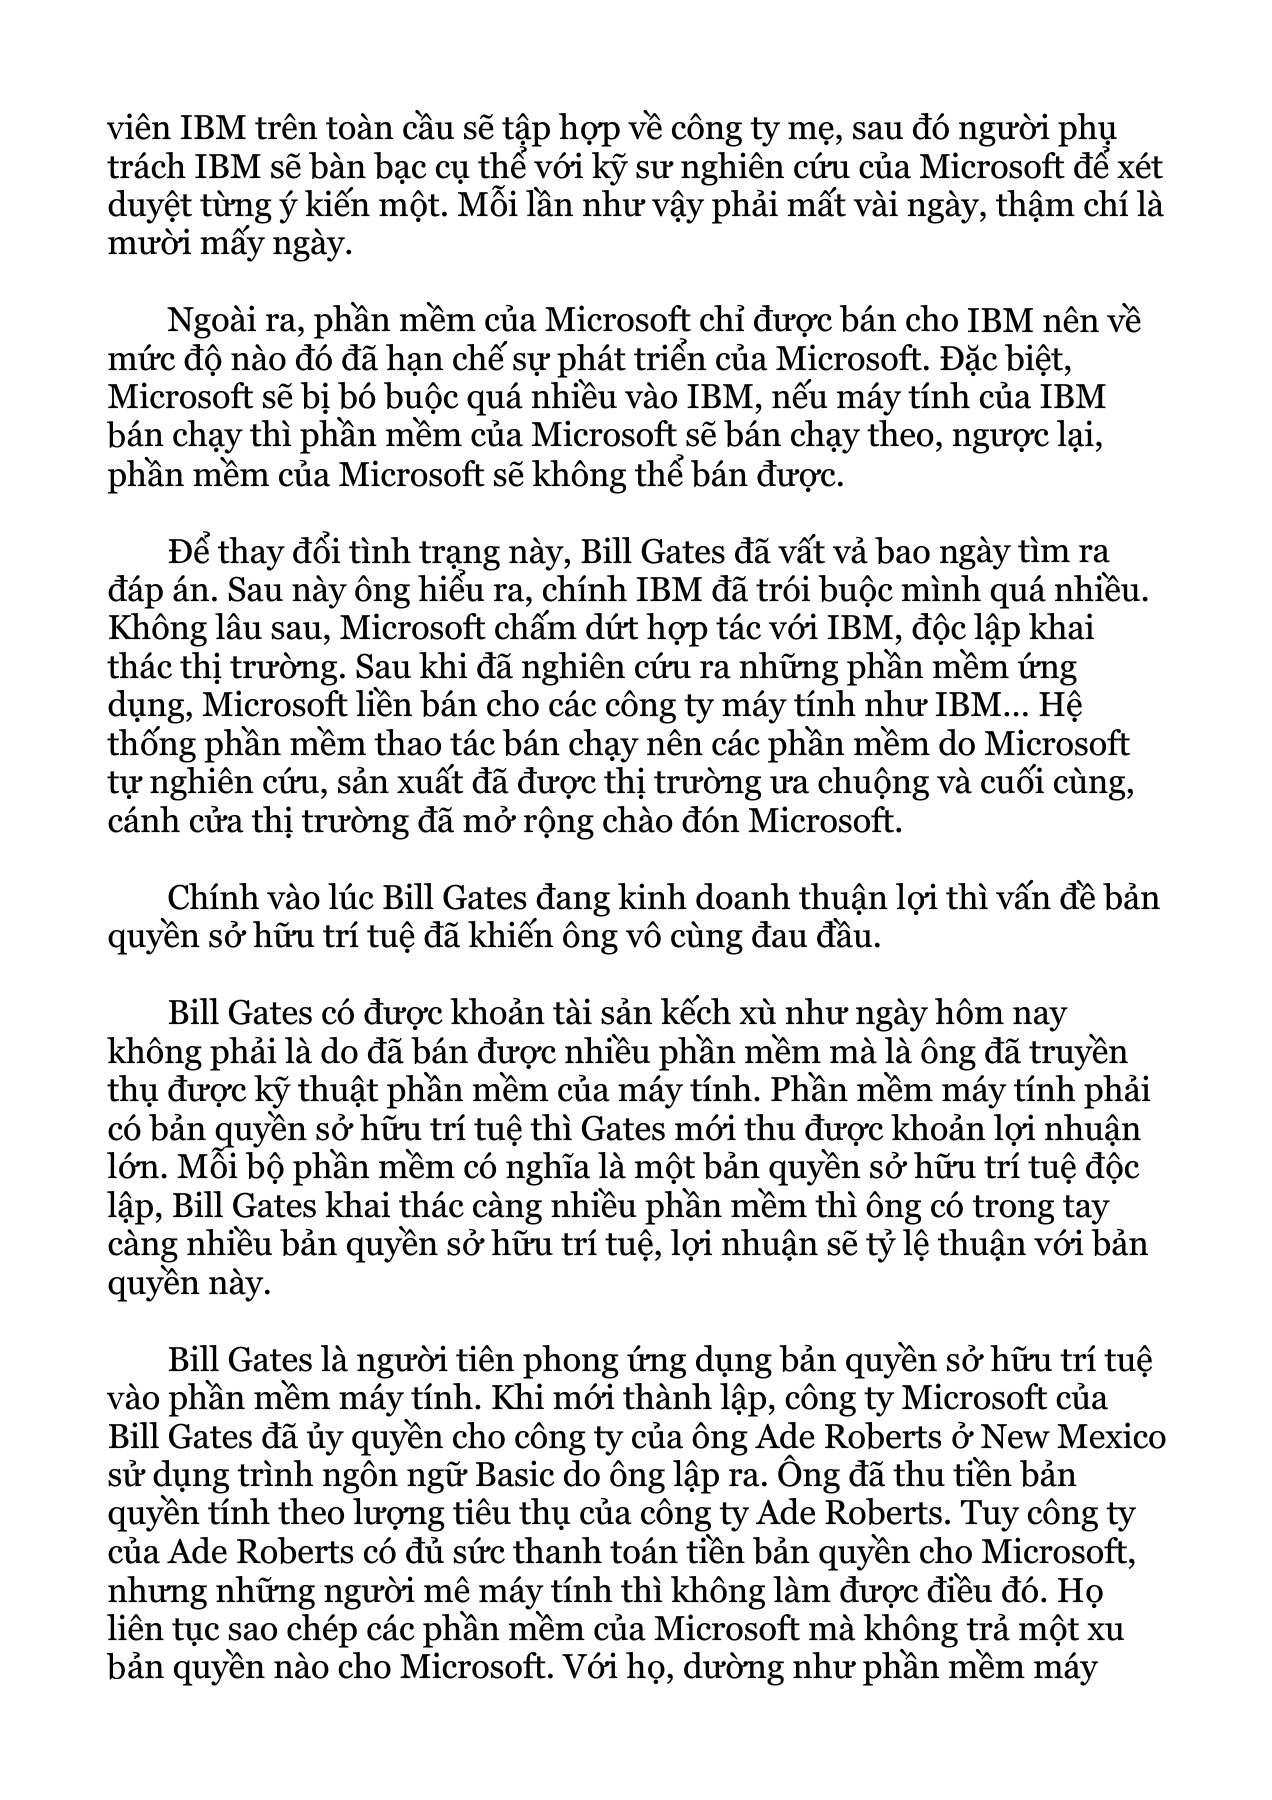 viên IBM trên toàn cầu sẽ tập hợp về công ty mẹ, sau đó người phụ
trách IBM sẽ bàn bạc cụ thể với kỹ sư nghiên cứu của Microsoft để xét
duyệt từng ý kiến một. Mỗi lần như vậy phải mất vài ngày, thậm chí là
mười mấy ngày.
Ngoài ra, phần mềm của Microsoft chỉ được bán cho IBM nên về
mức độ nào đó đã hạn chế sự phát triển của Microsoft. Đặc biệt,
Microsoft sẽ bị bó buộc quá nhiều vào IBM, nếu máy tính của IBM
bán chạy thì phần mềm của Microsoft sẽ bán chạy theo, ngược lại,
phần mềm của Microsoft sẽ không thể bán được.
Để thay đổi tình trạng này, Bill Gates đã vất vả bao ngày tìm ra
đáp án. Sau này ông hiểu ra, chính IBM đã trói buộc mình quá nhiều.
Không lâu sau, Microsoft chấm dứt hợp tác với IBM, độc lập khai
thác thị trường. Sau khi đã nghiên cứu ra những phần mềm ứng
dụng, Microsoft liền bán cho các công ty máy tính như IBM... Hệ
thống phần mềm thao tác bán chạy nên các phần mềm do Microsoft
tự nghiên cứu, sản xuất đã được thị trường ưa chuộng và cuối cùng,
cánh cửa thị trường đã mở rộng chào đón Microsoft.
Chính vào lúc Bill Gates đang kinh doanh thuận lợi thì vấn đề bản
quyền sở hữu trí tuệ đã khiến ông vô cùng đau đầu.
Bill Gates có được khoản tài sản kếch xù như ngày hôm nay
không phải là do đã bán được nhiều phần mềm mà là ông đã truyền
thụ được kỹ thuật phần mềm của máy tính. Phần mềm máy tính phải
có bản quyền sở hữu trí tuệ thì Gates mới thu được khoản lợi nhuận
lớn. Mỗi bộ phần mềm có nghĩa là một bản quyền sở hữu trí tuệ độc
lập, Bill Gates khai thác càng nhiều phần mềm thì ông có trong tay
càng nhiều bản quyền sở hữu trí tuệ, lợi nhuận sẽ tỷ lệ thuận với bản
quyền này.
Bill Gates là người tiên phong ứng dụng bản quyền sở hữu trí tuệ
vào phần mềm máy tính. Khi mới thành lập, công ty Microsoft của
Bill Gates đã ủy quyền cho công ty của ông Ade Roberts ở New Mexico
sử dụng trình ngôn ngữ Basic do ông lập ra. Ông đã thu tiền bản
quyền tính theo lượng tiêu thụ của công ty Ade Roberts. Tuy công ty
của Ade Roberts có đủ sức thanh toán tiền bản quyền cho Microsoft,
nhưng những người mê máy tính thì không làm được điều đó. Họ
liên tục sao chép các phần mềm của Microsoft mà không trả một xu
bản quyền nào cho Microsoft. Với họ, dường như phần mềm máy